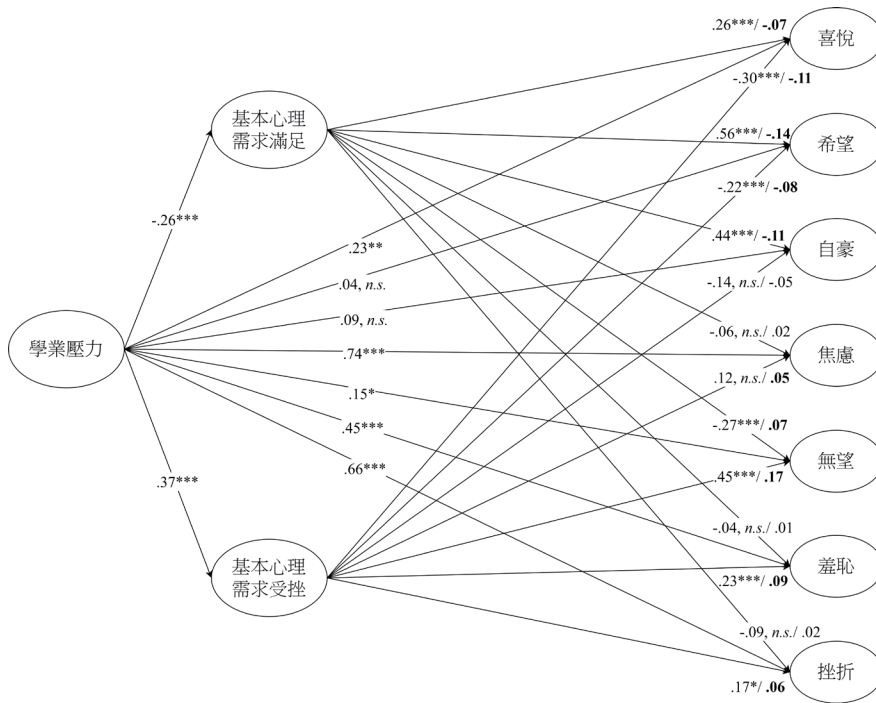 .26***/ -.07
喜悅
-.30***/ -.11
基本心理
需求滿足
.56***/ -.14
希望
-.22***/ -.08
-.26***
.23**
.44***/ -.11
自豪
.04, n.s.
-.14, n.s./ -.05
.09, n.s.
學業壓力
.74***
-.06, n.s./ .02
焦慮
.12, n.s./ .05
.15*
.45***
-.27***/ .07
無望
.66***
.45***/ .17
.37***
-.04, n.s./ .01
基本心理
需求受挫
羞恥
.23***/ .09
-.09, n.s./ .02
挫折
.17*/ .06